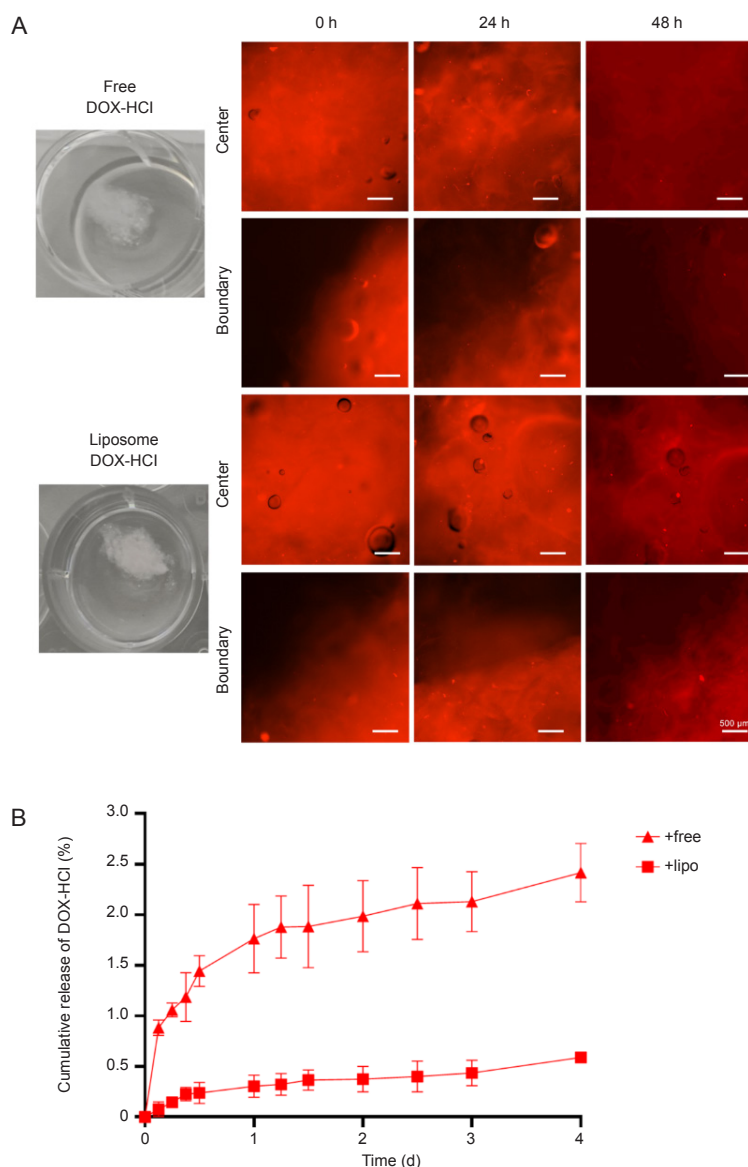 A
0 h
24 h
48 h
Free
DOX-HCl
Center
Boundary
Liposome
DOX-HCl
Center
Boundary
500 µm
B
Cumulative release of DOX-HCl (%)
3.0
2.5
2.0
1.5
1.0
0.5
0
0
1
2
3
4
Time (d)
+free
+lipo